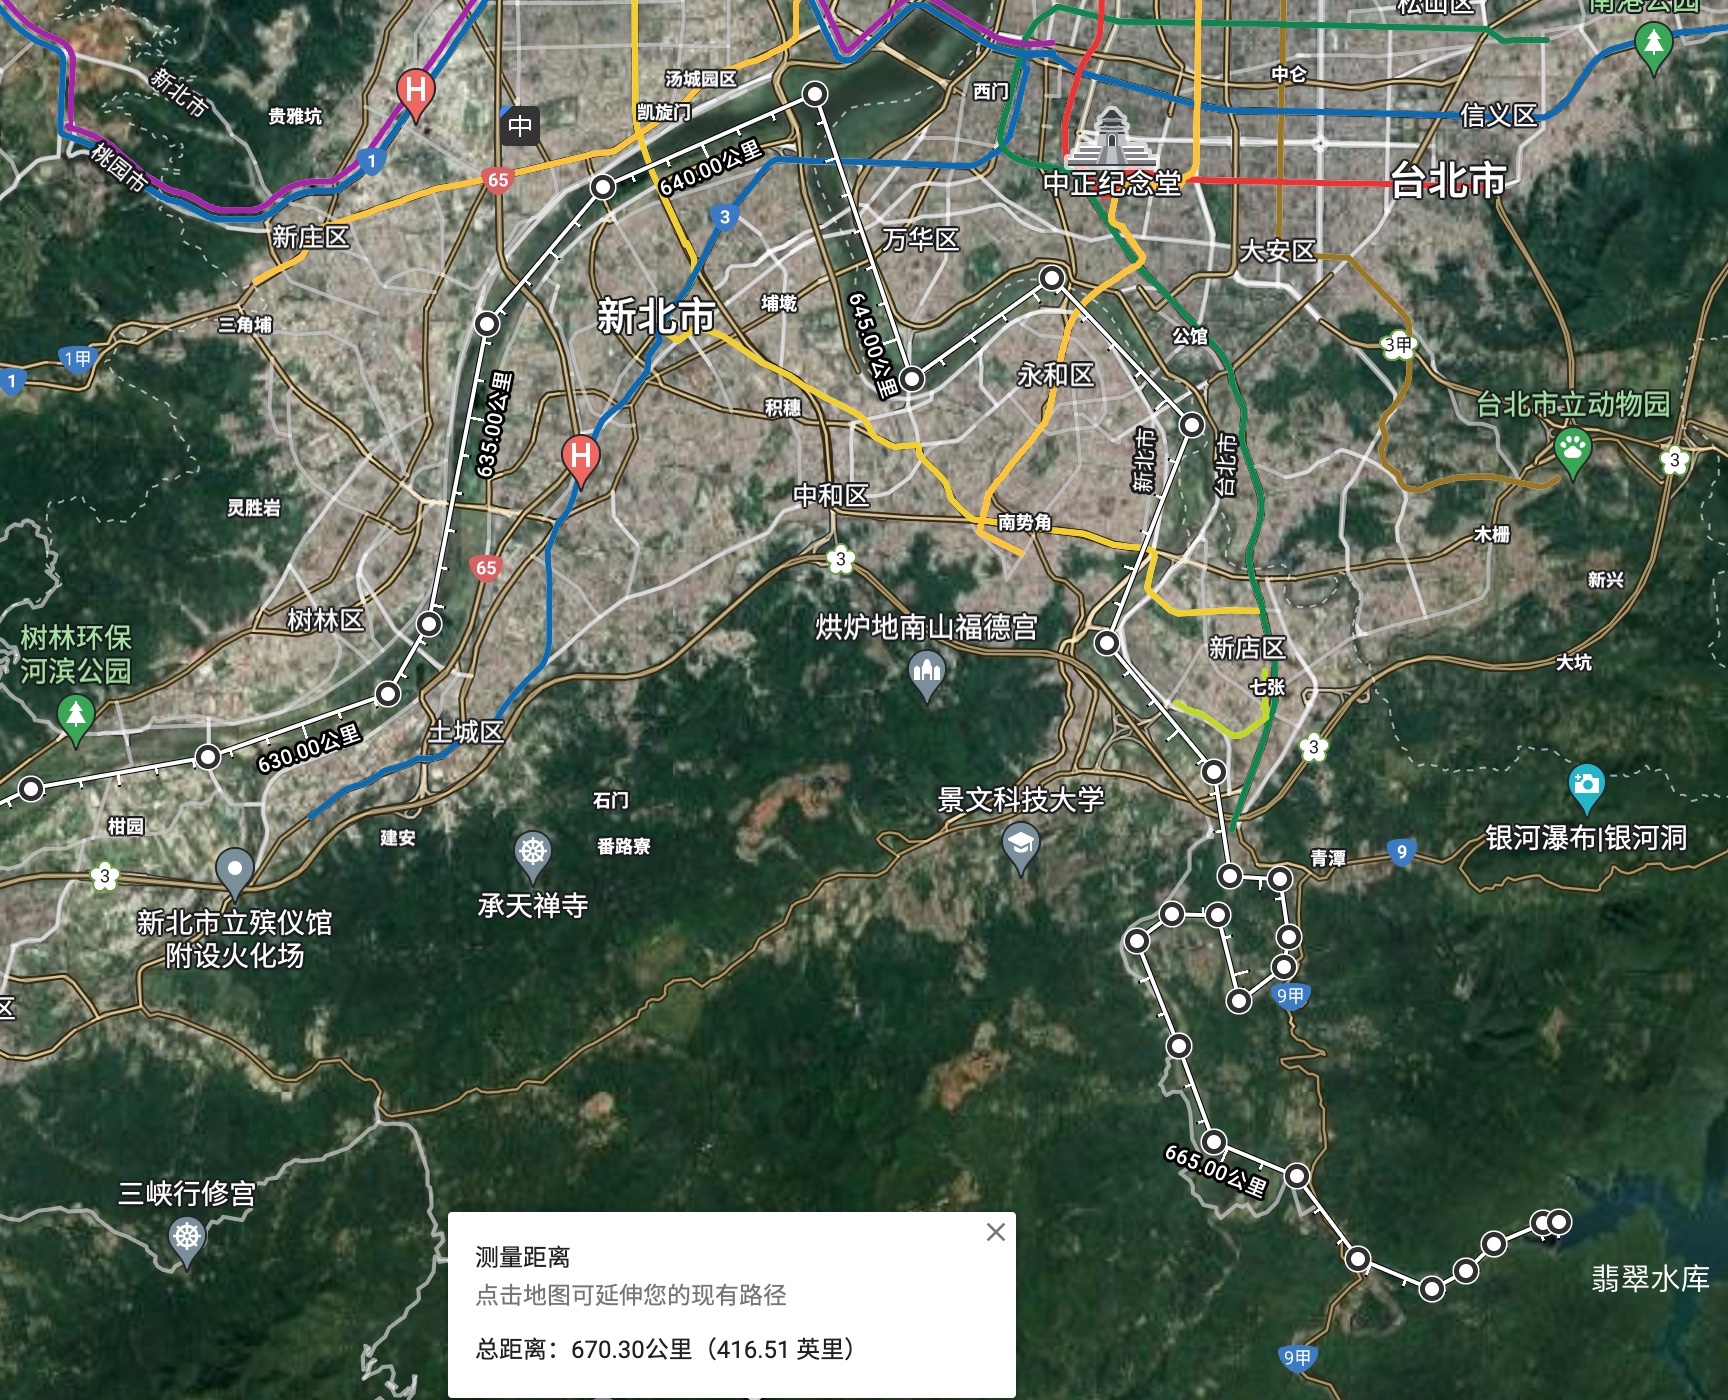 松山区
南港公园
新北市
汤城园区
中仑
西门
贵雅坑
凯旋门
信义区
中
1
桃园市
640.00公里
65
中正纪念堂
台北市
3
新庄区
万华区
大安区
埔墘
新北市
三角埔
645.00公里
公馆
3甲
1甲
1
永和区
635.00公里
积穗
台北市立动物园
新北市
台北市
3
中和区
灵胜岩
南势角
木栅
3
65
新兴
树林区
烘炉地南山福德宫
树林环保
河滨公园
新店区
大坑
七张
630.00公里
土城区
3
石门
景文科技大学
柑园
建安
番路寮
银河瀑布|银河洞
青潭
9
3
承天禅寺
新北市立殡仪馆
附设火化场
9甲
区
665.00公里
三峡行修宫
翡翠水库
测量距离
点击地图可延伸您的现有路径
总距离：670.30公里（416.51 英里）
9甲
H
H